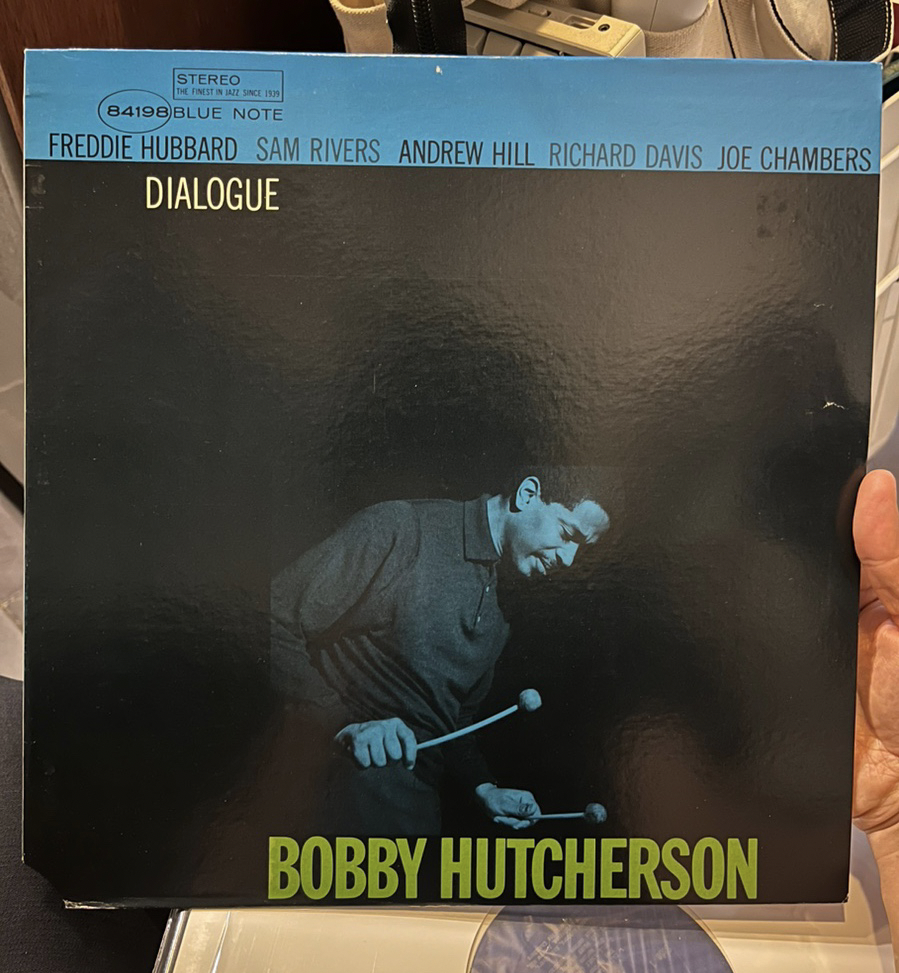 STEREO
THE FINEST IN JAZZ SINCE 1939
84198 BLUE NOTE
FREDDIE HUBBARD SAM RIVERS ANDREW HILL RICHARD DAVIS JOE CHAMBERS
DIALOGUE
BOBBY HUTCHERSON